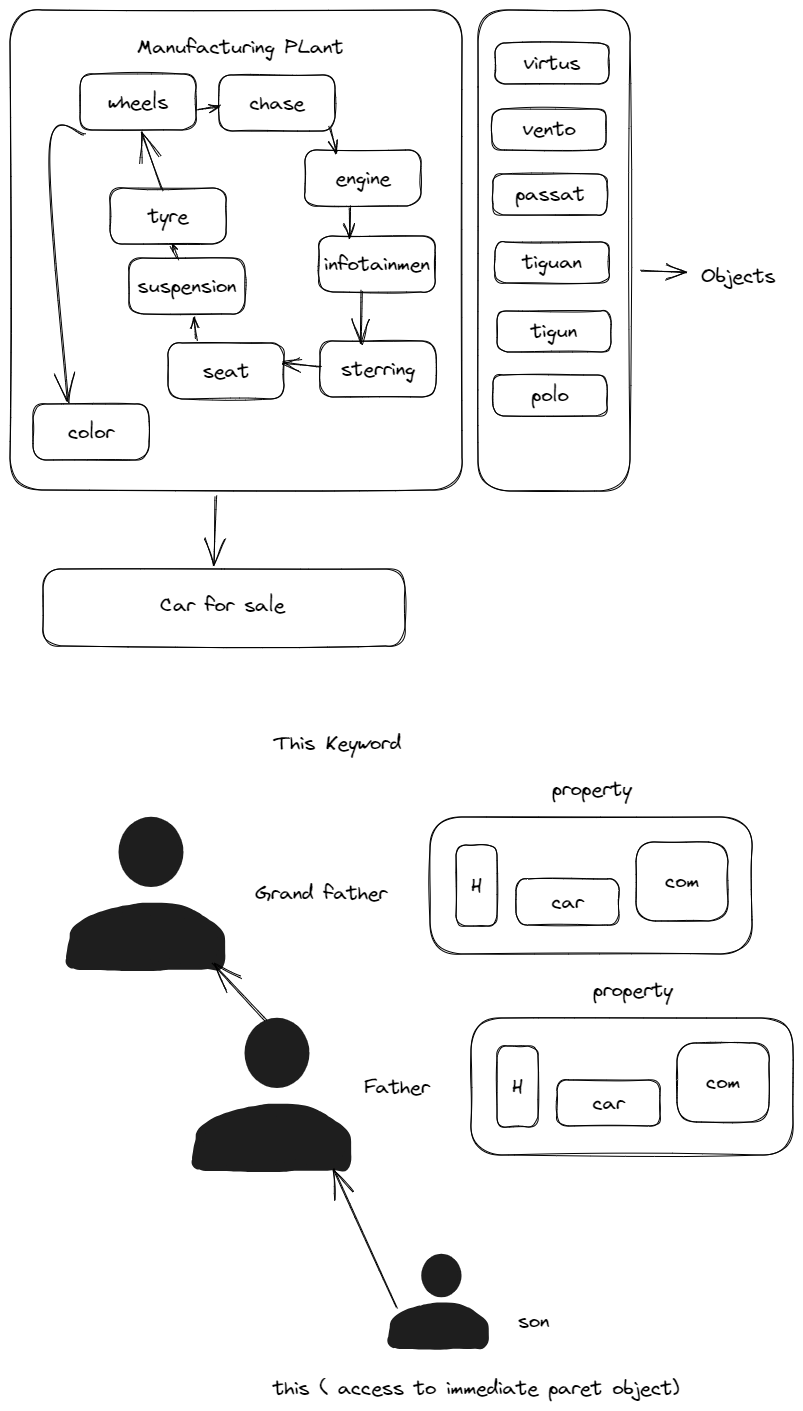 Manufacturing PLant
wheels
chase
engine
tyre
infotainmen
suspension
seat
sterring
color
virtus
vento
passat
tiguan
tigun
polo
Objects
Car for sale
This Keyword
property
Grand father
H
car
com
property
Father
H
car
com
son
this ( access to immediate paret object)